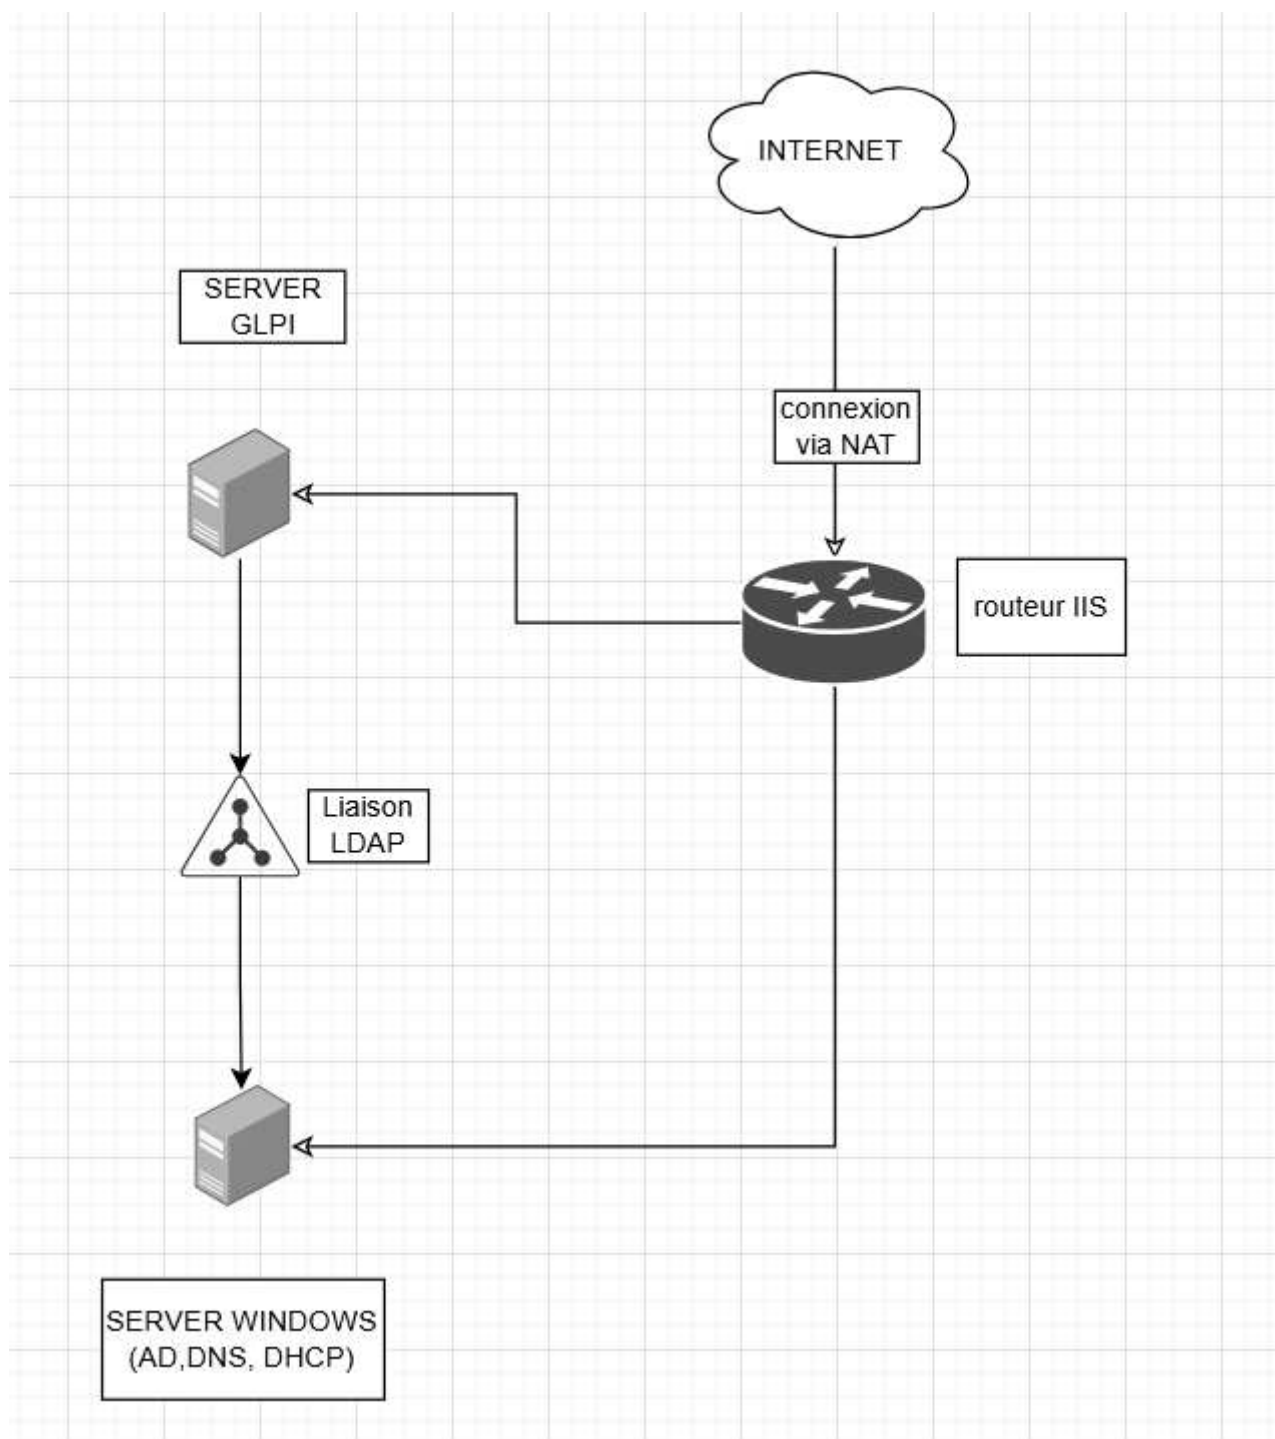 INTERNET
SERVER
GLPI
connexion
via NAT
routeur IIS
Liaison
LDAP
SERVER WINDOWS
(AD,DNS, DHCP)